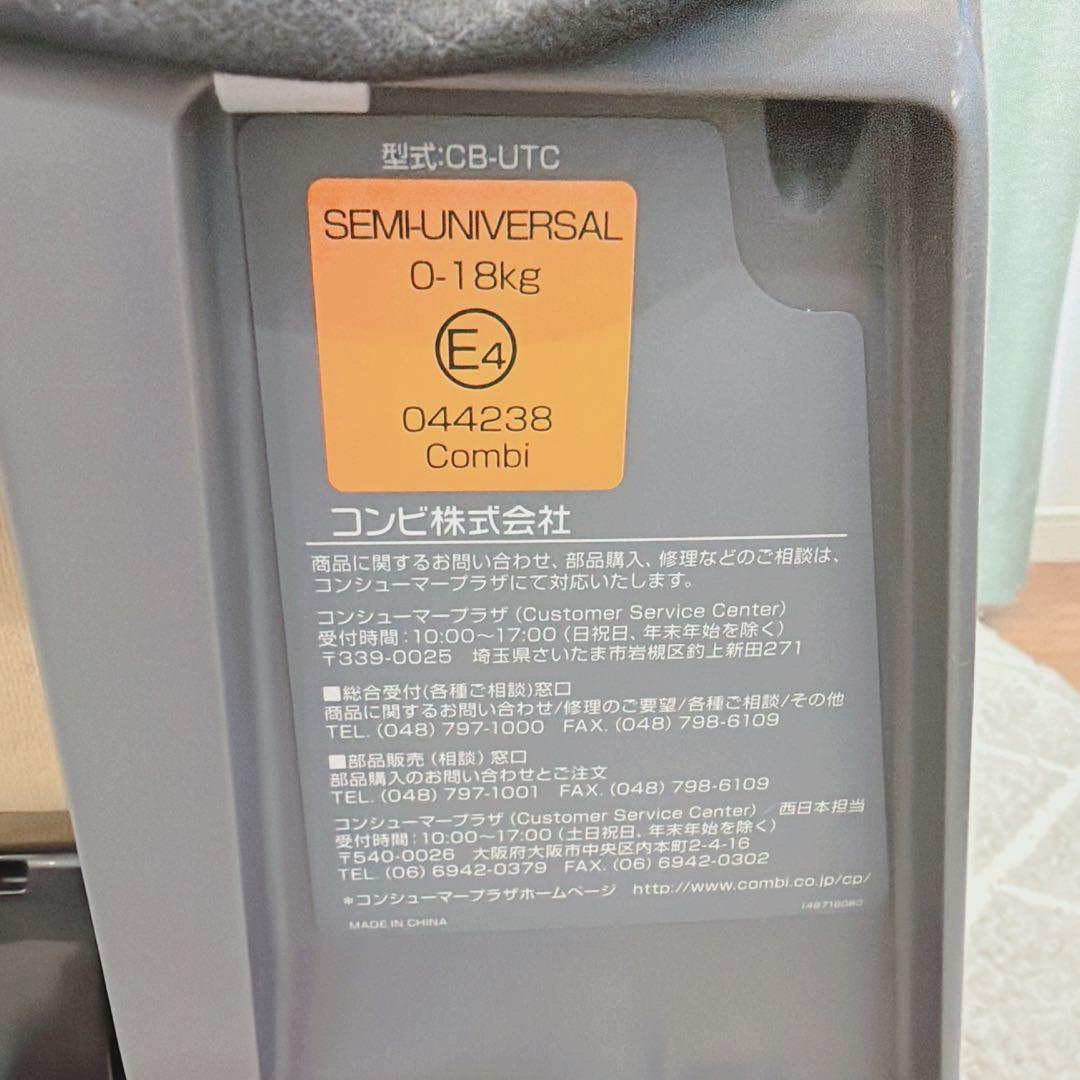 型式:CB-UTC
SEMI-UNIVERSAL
0-18kg
E4
044238
Combi
コンビ株式会社
商品に関するお問い合わせ、部品購入、修理などのご相談は、
コンシューマープラザにて対応いたします。
コンシューマープラザ (Customer Service Center)
受付時間:10:00〜17:00 (日祝日、年末年始を除く)
〒339-0025 埼玉県さいたま市岩槻区釣上新田271
■総合受付(各種ご相談)窓口
商品に関するお問い合わせ/修理のご要望/各種ご相談/その他
TEL. (048) 797-1000 FAX. (048) 798-6109
■部品販売 (相談) 窓口
部品購入のお問い合わせとご注文
TEL. (048) 797-1001 FAX. (048) 798-6109
コンシューマープラザ (Customer Service Center) / 西日本担当
受付時間:10:00〜17:00 (土日祝日、年末年始を除く)
〒540-0026 大阪府大阪市中央区内本町2-4-16
TEL. (06) 6942-0379 FAX. (06) 6942-0302
*コンシューマープラザホームページ http://www.combi.co.jp/cp/
MADE IN CHINA